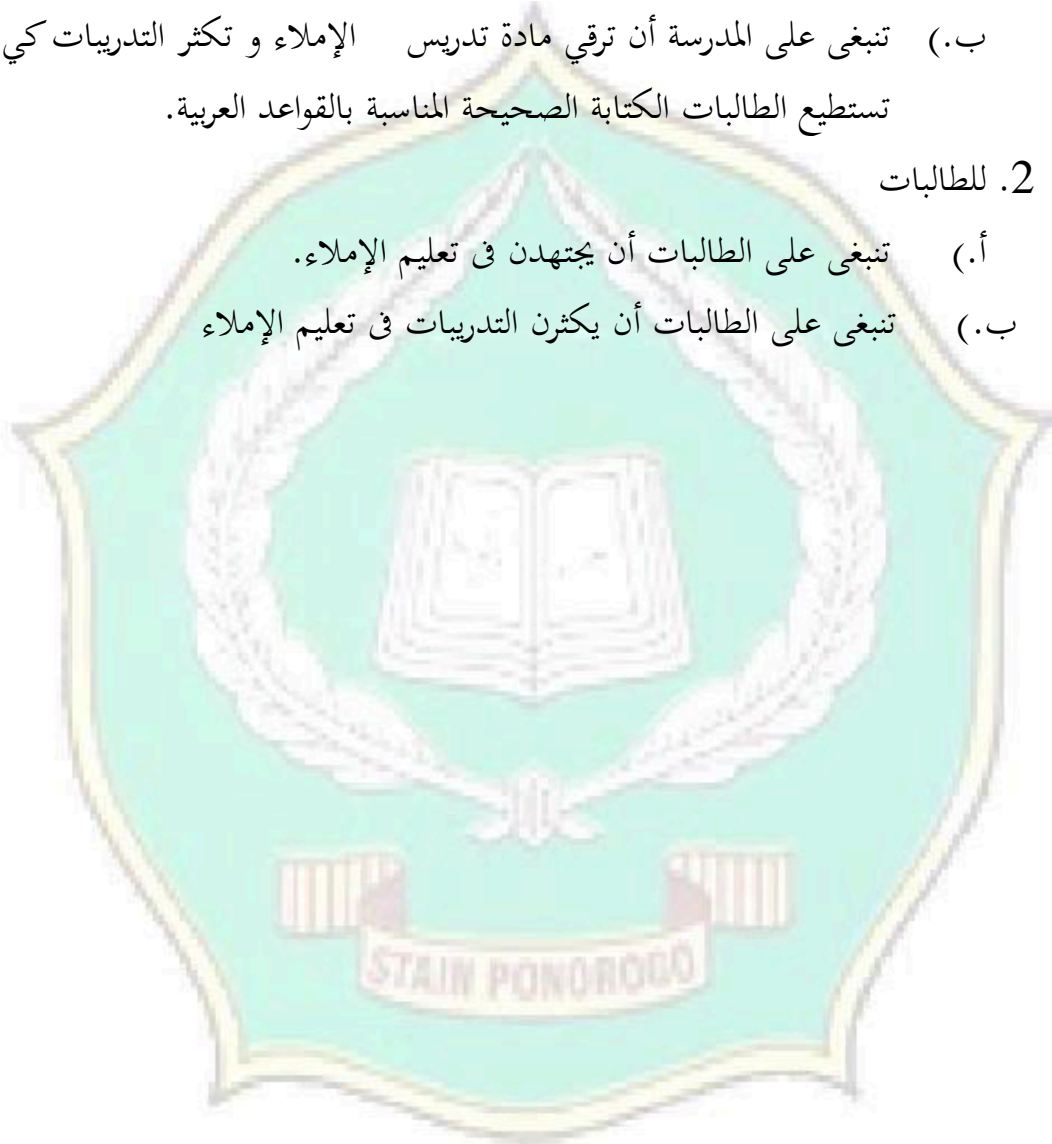 ب.) تنبغى على المدرسة أن ترقي مادة تدريس الإملاء و تكثر التدريبات كي
تستطيع الطالبات الكتابة الصحيحة المناسبة بالقواعد العربية.
2. للطالبات
أ.) تنبغى على الطالبات أن يجتهدن فى تعليم الإملاء.
ب.) تنبغى على الطالبات أن يكثرن التدريبات فى تعليم الإملاء
STAIN PONOROGO